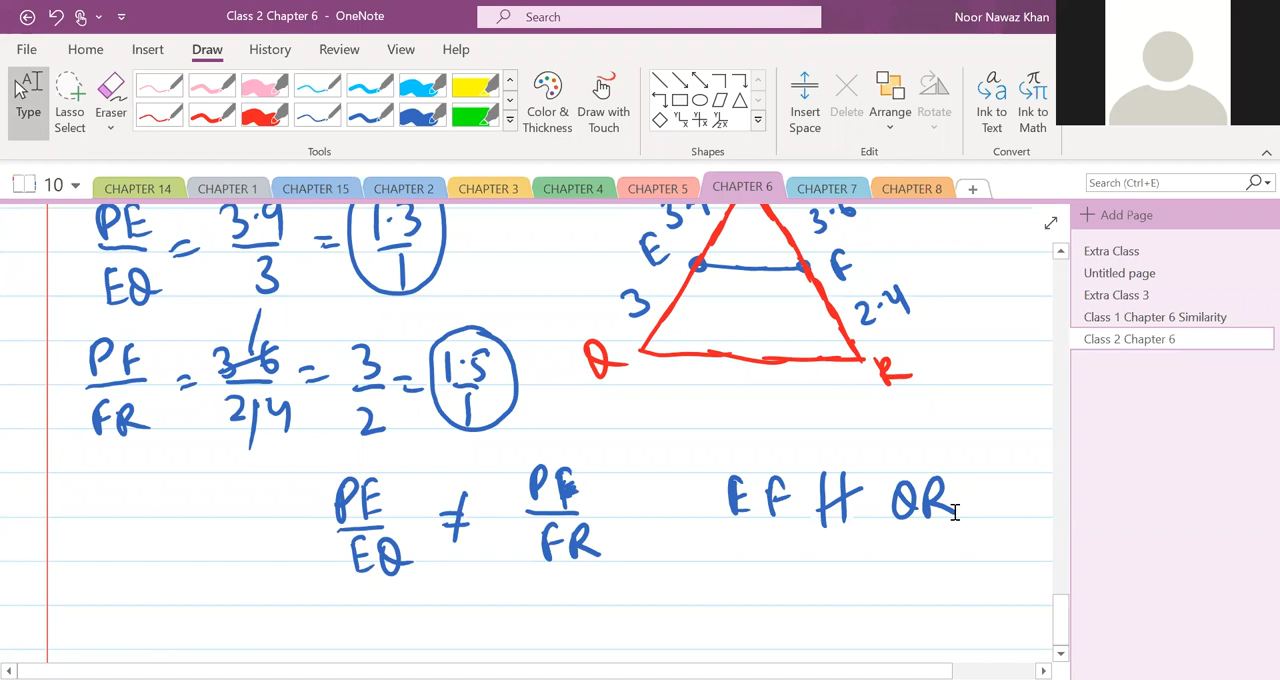 Class 2 Chapter 6 - OneNote
Search
Noor Nawaz Khan
File Home Insert Draw History Review View Help
Type
Lasso Select
Eraser
Color & Thickness
Draw with Touch
Insert Space
Delete
Arrange
Rotate
Ink to Text
Ink to Math
Tools
Shapes
Edit
Convert
10
CHAPTER 14
CHAPTER 1
CHAPTER 15
CHAPTER 2
CHAPTER 3
CHAPTER 4
CHAPTER 5
CHAPTER 6
CHAPTER 7
CHAPTER 8
Search (Ctrl+E)
Add Page
Extra Class
Untitled page
Extra Class 3
Class 1 Chapter 6 Similarity
Class 2 Chapter 6
PE/EQ = 3.9/3 = 1.3/1
PF/FR = 3.6/2.4 = 3/2 = 1.5/1
3.9
3.6
E
F
3
2.4
Q
R
PE/EQ ≠ PF/FR
EF ∦ QR